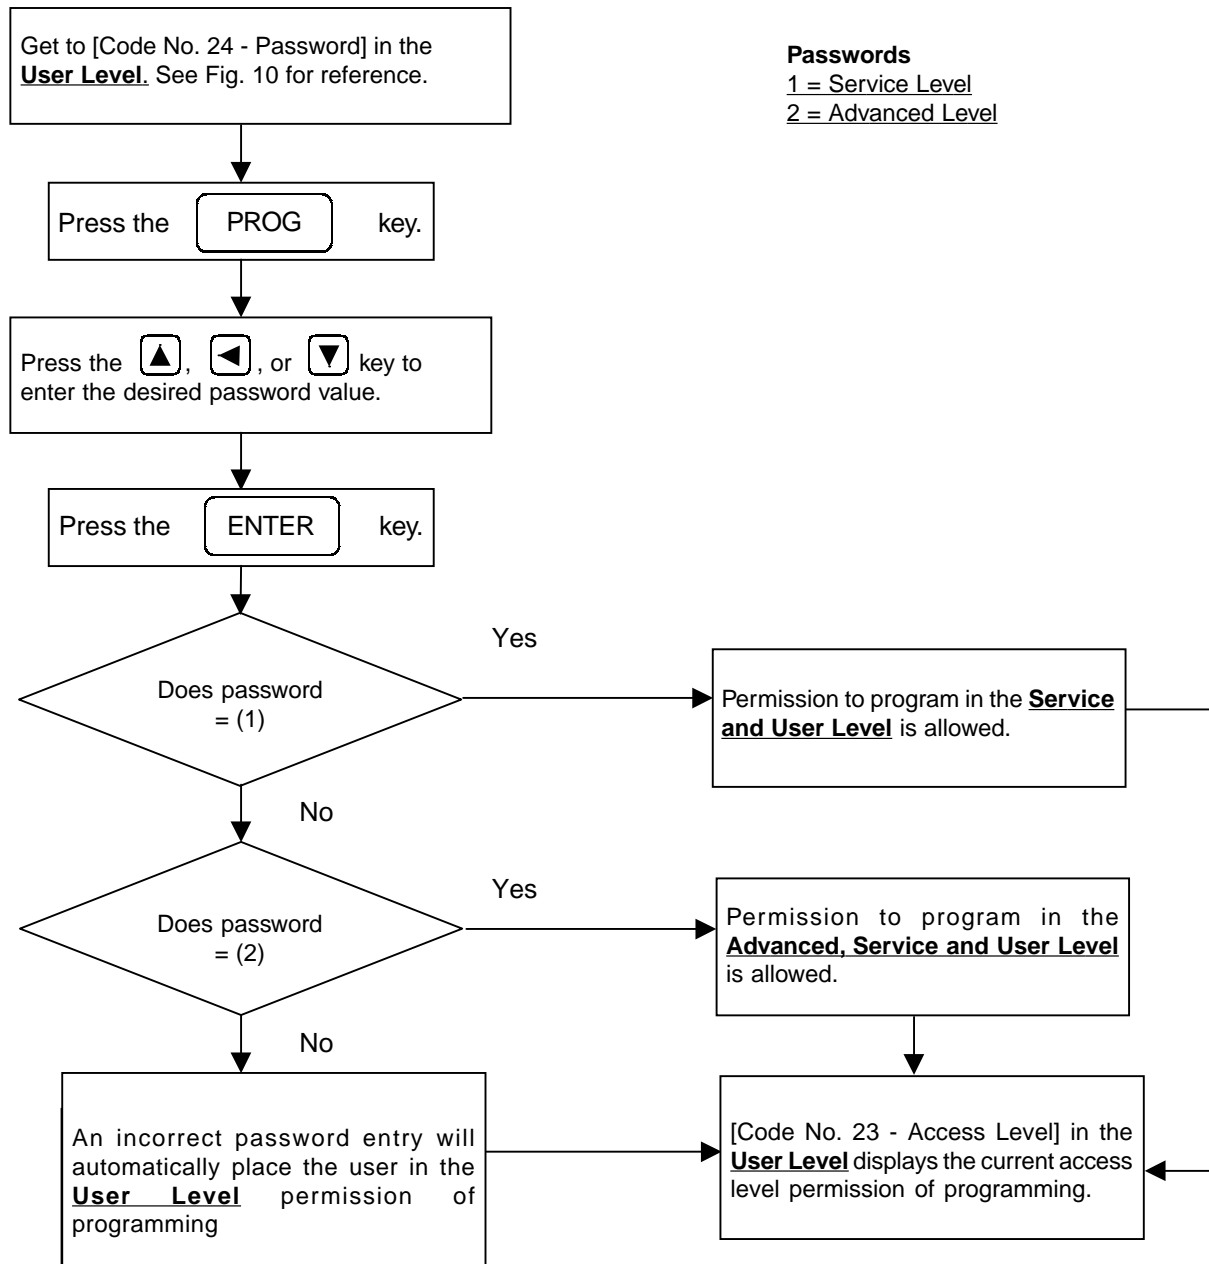 Get to [Code No. 24 - Password] in the
User Level. See Fig. 10 for reference.
Passwords
1 = Service Level
2 = Advanced Level
Press the PROG key.
Press the ▲, ◄, or ▼ key to
enter the desired password value.
Press the ENTER key.
Does password
= (1)
Yes
Permission to program in the Service
and User Level is allowed.
No
Does password
= (2)
Yes
Permission to program in the
Advanced, Service and User Level
is allowed.
No
An incorrect password entry will
automatically place the user in the
User Level permission of
programming
[Code No. 23 - Access Level] in the
User Level displays the current access
level permission of programming.